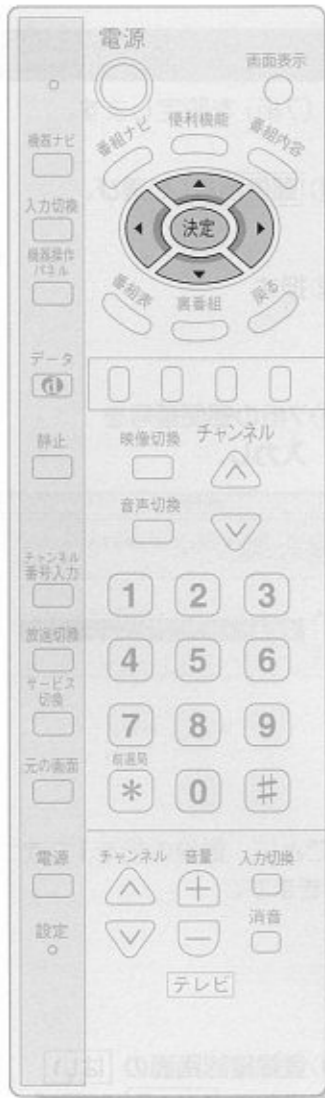 電源
画面表示
機器ナビ
番組ナビ
便利機能
番組内容
入力切換
決定
機器操作
パネル
番組表
裏番組
戻る
データ
d
静止
映像切換
チャンネル
音声切換
チャンネル
番号入力
1 2 3
放送切換
4 5 6
サービス
切換
7 8 9
元の画面
前選局
* 0 #
電源
チャンネル
音量
入力切換
+
消音
設定
−
テレビ